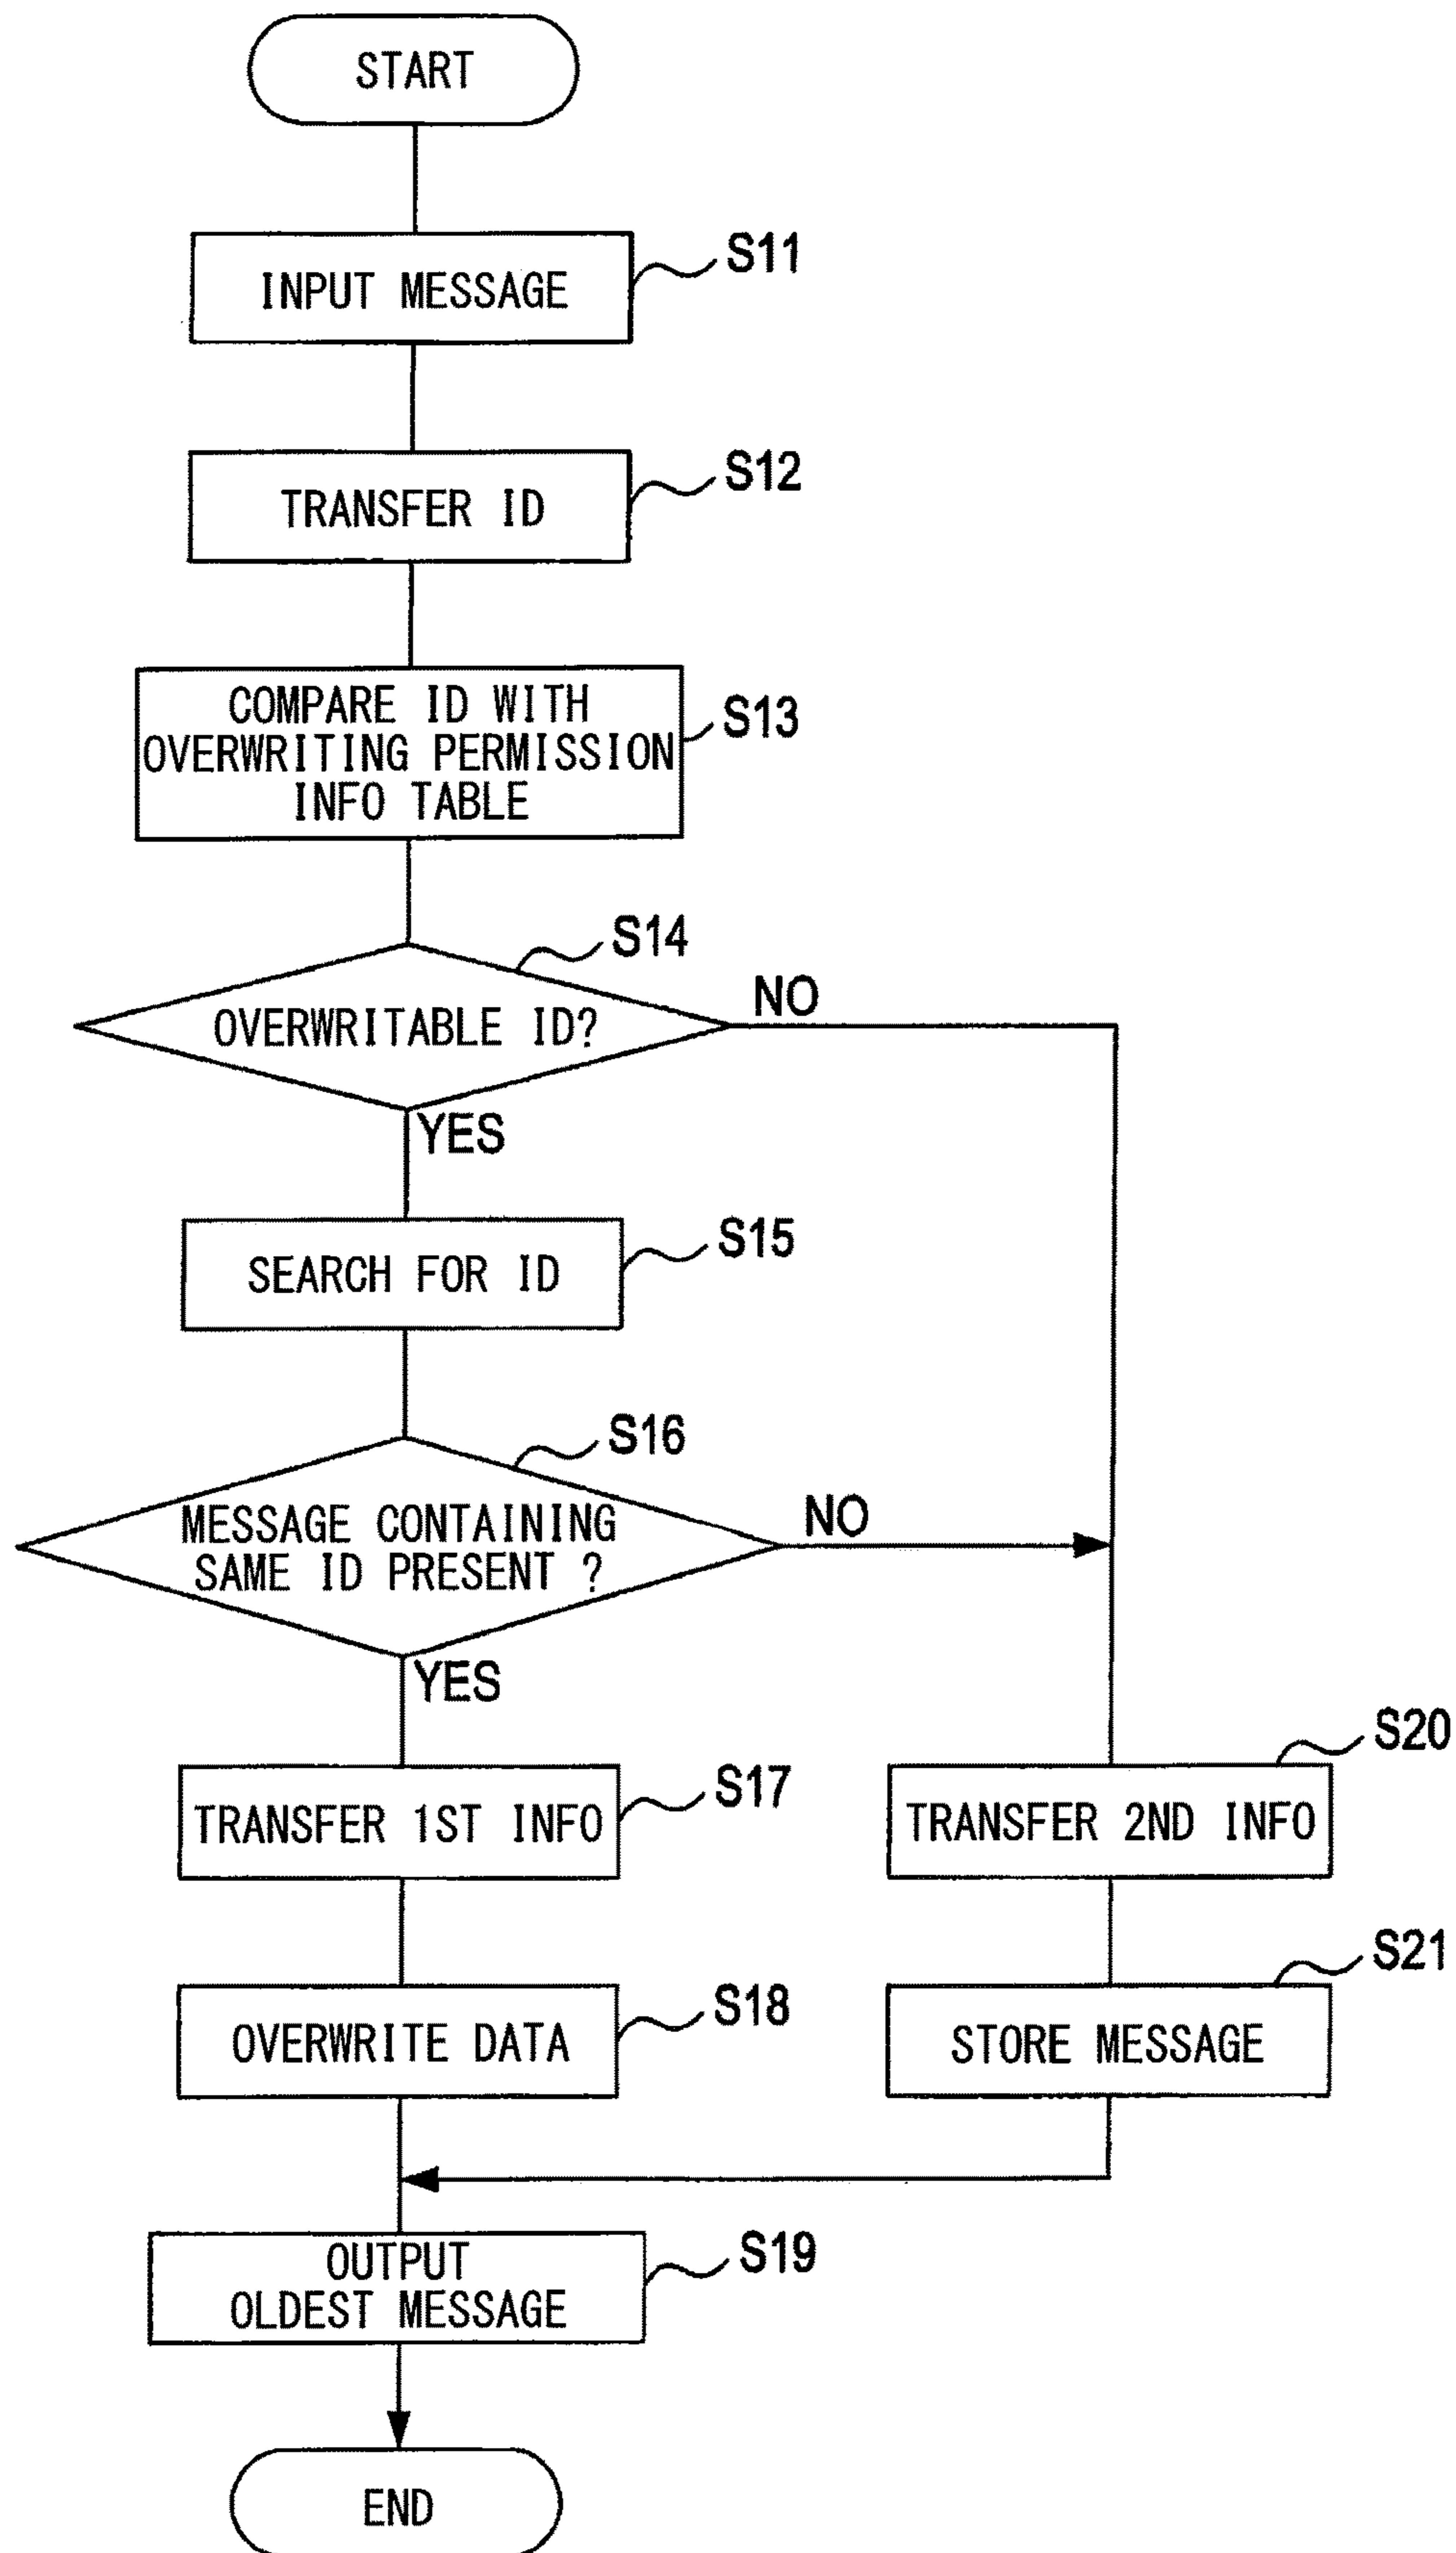 START
INPUT MESSAGE
S11
TRANSFER ID
S12
COMPARE ID WITH
OVERWRITING PERMISSION
INFO TABLE
S13
S14
OVERWRITABLE ID?
NO
YES
SEARCH FOR ID
S15
S16
MESSAGE CONTAINING
SAME ID PRESENT ?
NO
YES
TRANSFER 1ST INFO
S17
TRANSFER 2ND INFO
S20
OVERWRITE DATA
S18
STORE MESSAGE
S21
OUTPUT
OLDEST MESSAGE
S19
END